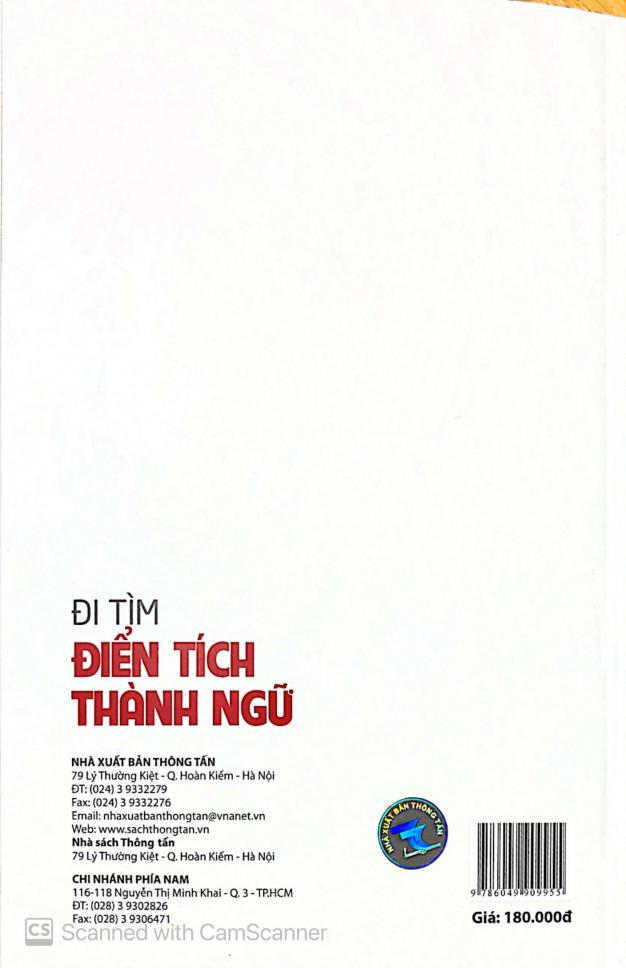 ĐI TÌM
ĐIỂN TÍCH
THÀNH NGỮ
NHÀ XUẤT BẢN THÔNG TẤN
79 Lý Thường Kiệt - Q. Hoàn Kiếm - Hà Nội
ĐT: (024) 3 9332279
Fax: (024) 3 9332276
Email: nhaxuatbanthongtan@vnanet.vn
Web: www.sachthongtan.vn
Nhà sách Thông tấn
79 Lý Thường Kiệt - Q. Hoàn Kiếm - Hà Nội
CHI NHÁNH PHÍA NAM
116-118 Nguyễn Thị Minh Khai - Q. 3 - TP.HCM
ĐT: (028) 3 9302826
Fax: (028) 3 9306471
NHÀ XUẤT BẢN THÔNG TẤN
9 786049 909955
Giá: 180.000đ
CS Scanned with CamScanner